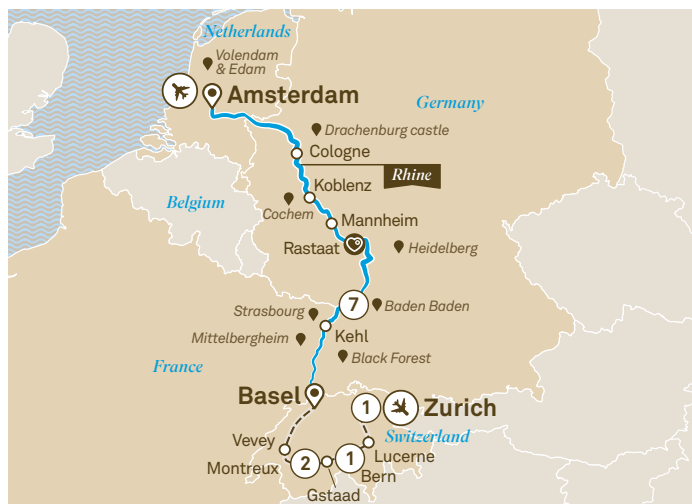 Netherlands
Volendam
& Edam
Amsterdam
Germany
Drachenburg castle
Cologne
Rhine
Koblenz
Belgium
Cochem
Mannheim
Rastaat
Heidelberg
7
Baden Baden
Strasbourg
Kehl
Mittelbergheim
Black Forest
France
Basel
1
Zurich
Switzerland
Vevey
Lucerne
Montreux
2
1
Bern
Gstaad